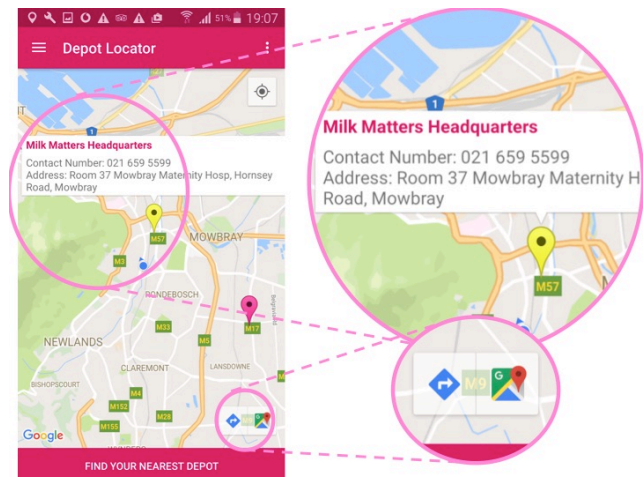 51% 19:07
Depot Locator
1
Milk Matters Headquarters
Contact Number: 021 659 5599
Address: Room 37 Mowbray Maternity Hosp, Hornsey
Road, Mowbray
M57
MOWBRAY
M3
RONDEBOSCH
M33
M17
M5
NEWLANDS
CLAREMONT
LANSDOWNE
BISHOPSCOURT
M4
M152
M28
M155
Google
FIND YOUR NEAREST DEPOT
1
Milk Matters Headquarters
Contact Number: 021 659 5599
Address: Room 37 Mowbray Maternity H
Road, Mowbray
M57
M9
G